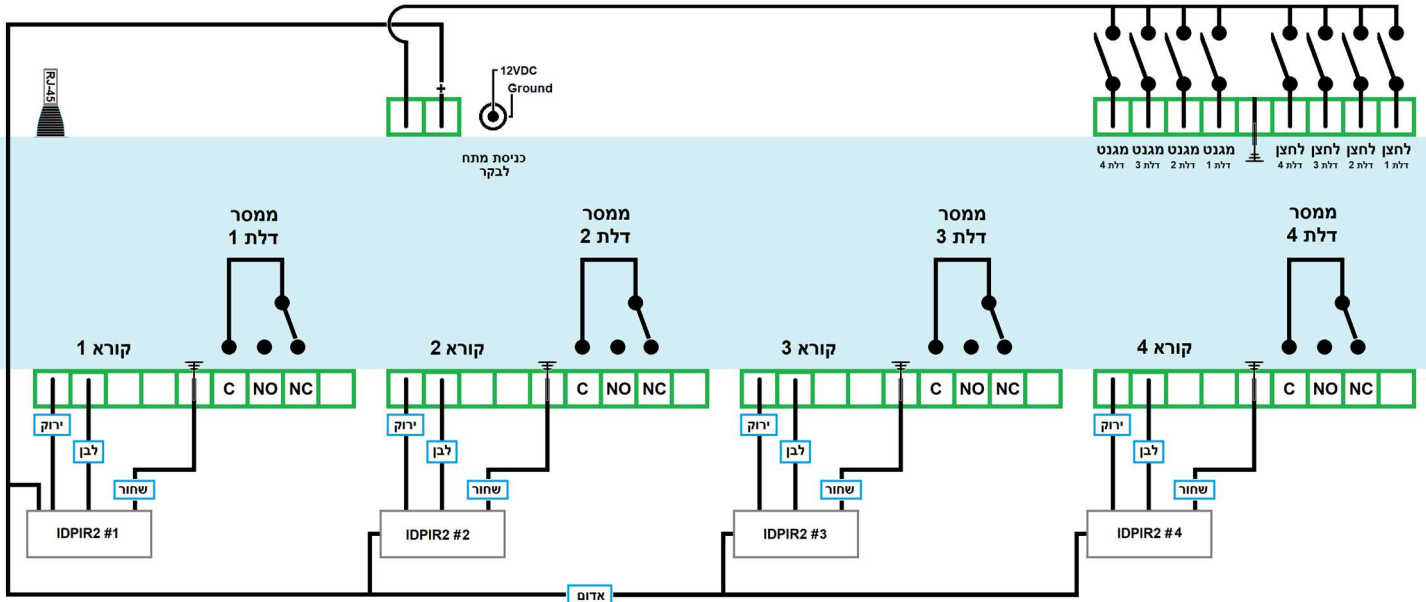 RJ-45
12VDC
Ground
+
כניסת מתח
לבקר
מגנט מגנט מגנט מגנט לחצן לחצן לחצן לחצן
דלת 4 דלת 3 דלת 2 דלת 1 דלת 4 דלת 3 דלת 2 דלת 1
ממסר
דלת 1
ממסר
דלת 2
ממסר
דלת 3
ממסר
דלת 4
קורא 1
קורא 2
קורא 3
קורא 4
C NO NC
C NO NC
C NO NC
C NO NC
ירוק
לבן
שחור
ירוק
לבן
שחור
ירוק
לבן
שחור
ירוק
לבן
שחור
IDPIR2 #1
IDPIR2 #2
IDPIR2 #3
IDPIR2 #4
אדום